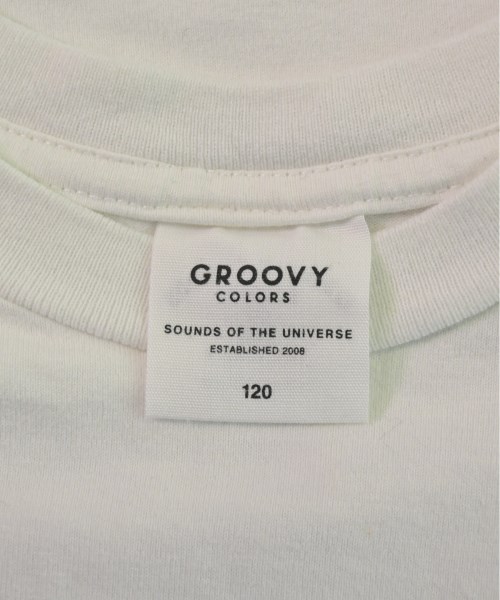 GROOVY
COLORS
SOUNDS OF THE UNIVERSE
ESTABLISHED 2008
120